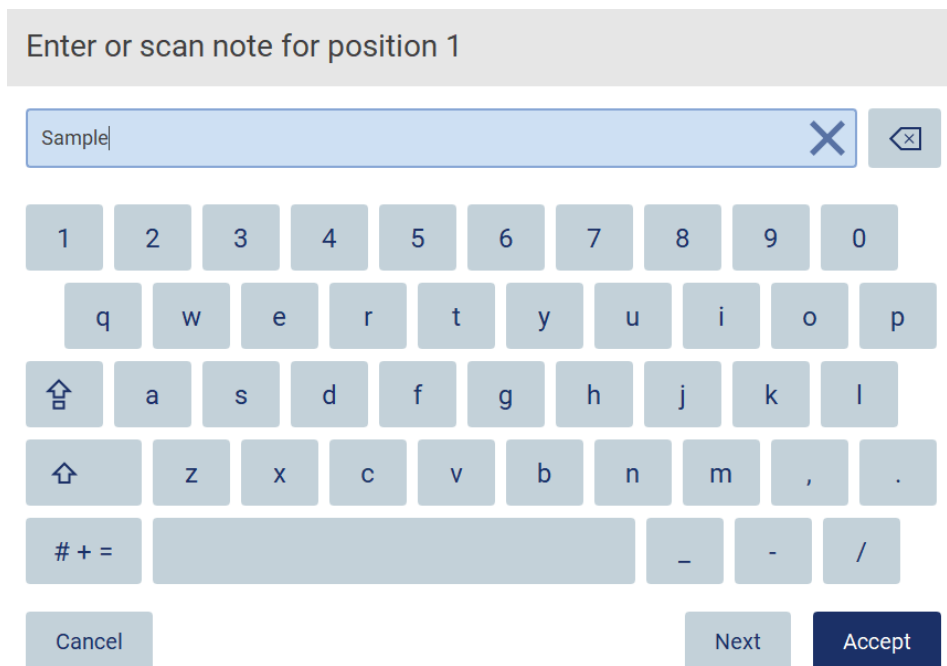 Enter or scan note for position 1
Sample
1 2 3 4 5 6 7 8 9 0
q w e r t y u i o p
a s d f g h j k l
z x c v b n m , .
# + = _ - /
Cancel Next Accept